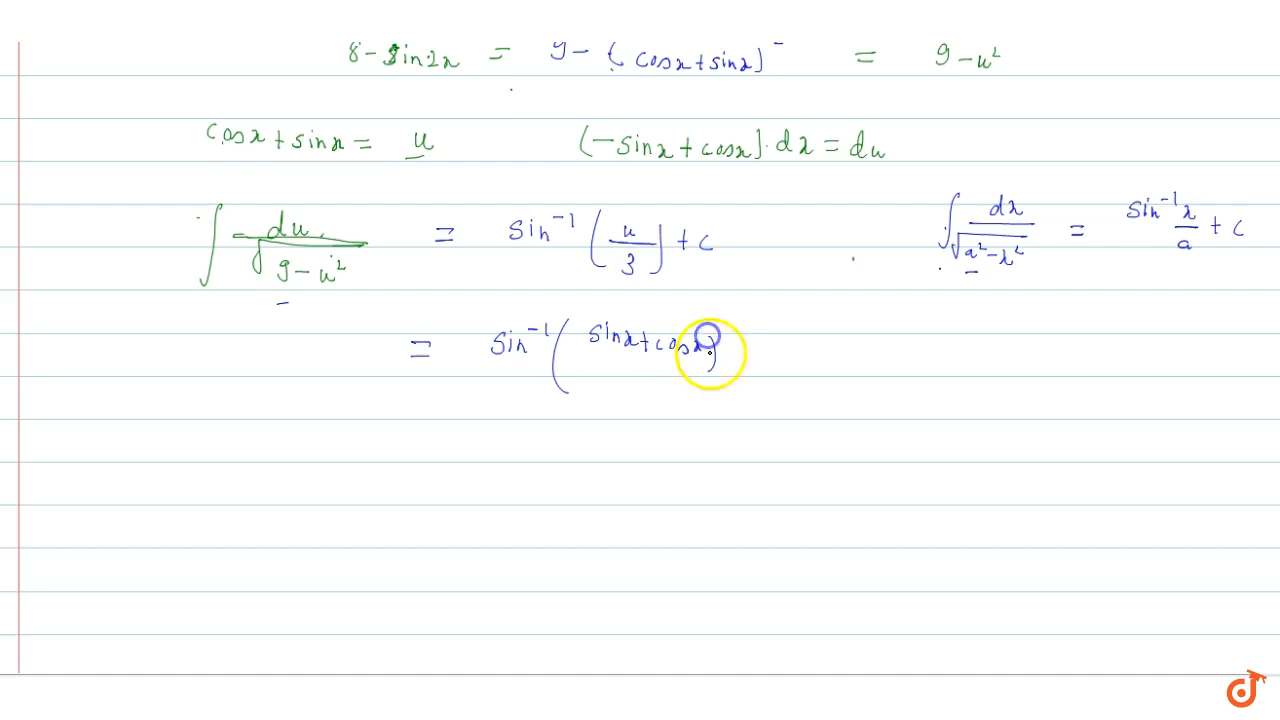 8 - sin2x = 9 - (cosx + sinx)² = 9 - u²
cosx + sinx = u (-sinx + cosx).dx = du
∫ du/√(9 - u²) = sin⁻¹(u/3) + c ∫ dx/√(a² - x²) = sin⁻¹ x/a + c
= sin⁻¹( sinx + cosx)